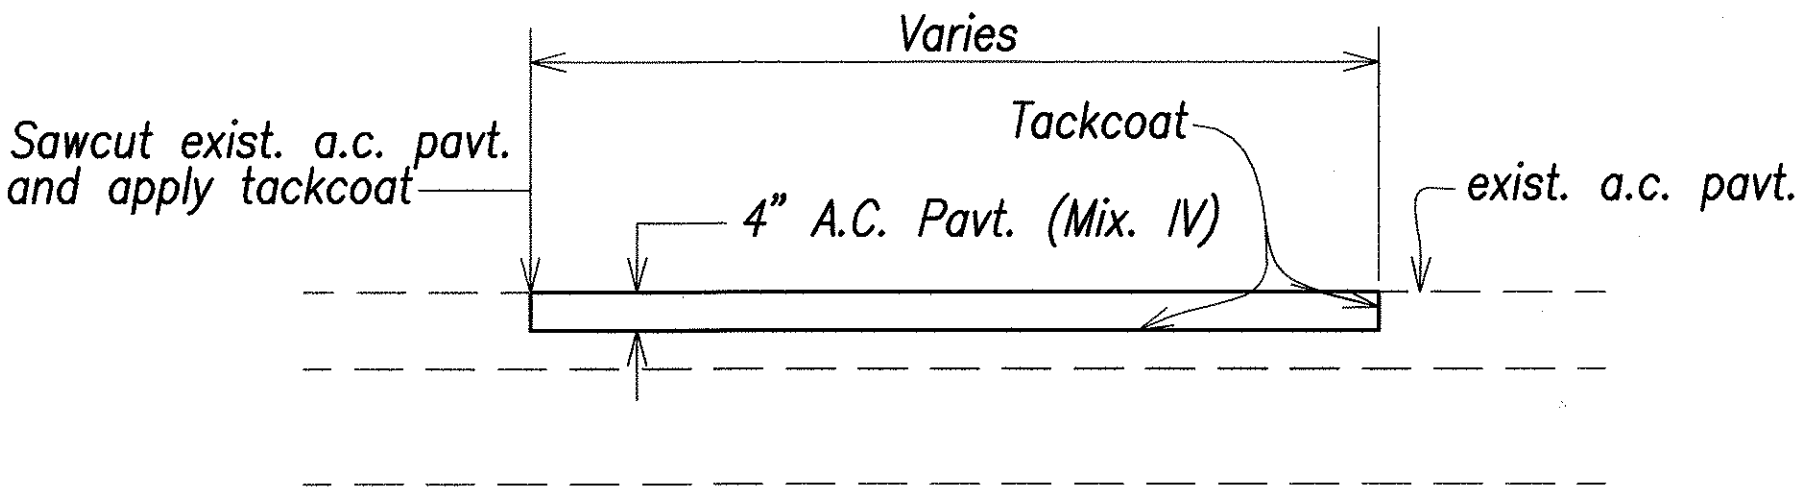 Varies
Tackcoat
Sawcut exist. a.c. pavt.
and apply tackcoat
exist. a.c. pavt.
4" A.C. Pavt. (Mix. IV)